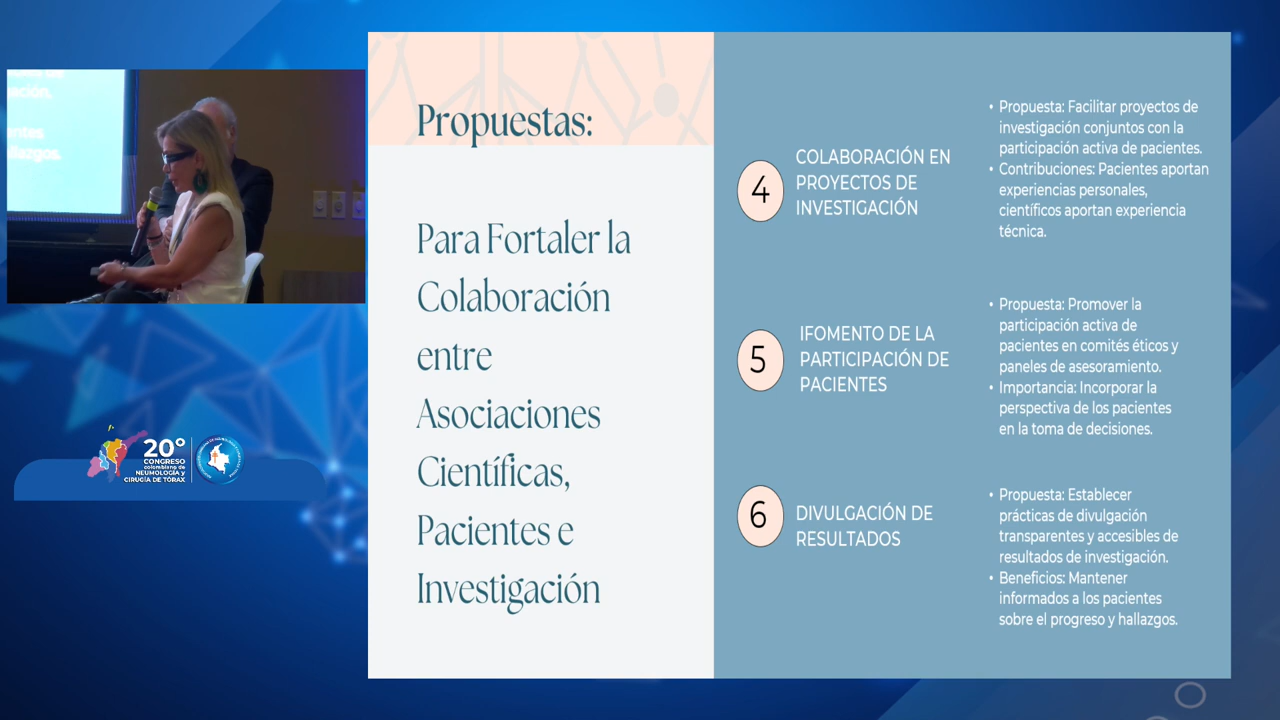 ación.
entes
llazgos.
20°
CONGRESO
colombiano de
NEUMOLOGÍA y
CIRUGÍA DE TÓRAX
Propuestas:
Para Fortaler la
Colaboración
entre
Asociaciones
Científicas,
Pacientes e
Investigación
4
COLABORACIÓN EN
PROYECTOS DE
INVESTIGACIÓN
• Propuesta: Facilitar proyectos de
investigación conjuntos con la
participación activa de pacientes.
• Contribuciones: Pacientes aportan
experiencias personales,
científicos aportan experiencia
técnica.
5
IFOMENTO DE LA
PARTICIPACIÓN DE
PACIENTES
• Propuesta: Promover la
participación activa de
pacientes en comités éticos y
paneles de asesoramiento.
• Importancia: Incorporar la
perspectiva de los pacientes
en la toma de decisiones.
6
DIVULGACIÓN DE
RESULTADOS
• Propuesta: Establecer
prácticas de divulgación
transparentes y accesibles de
resultados de investigación.
• Beneficios: Mantener
informados a los pacientes
sobre el progreso y hallazgos.